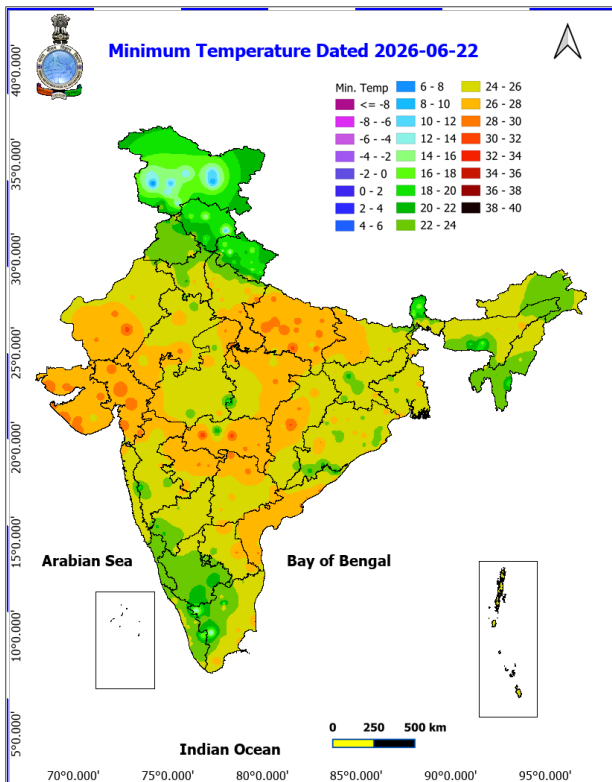 Minimum Temperature Dated 2026-06-22
Min. Temp
<= -8
-8 - -6
-6 - -4
-4 - -2
-2 - 0
0 - 2
2 - 4
4 - 6
6 - 8
8 - 10
10 - 12
12 - 14
14 - 16
16 - 18
18 - 20
20 - 22
22 - 24
24 - 26
26 - 28
28 - 30
30 - 32
32 - 34
34 - 36
36 - 38
38 - 40
40°0.000'
35°0.000'
30°0.000'
25°0.000'
20°0.000'
15°0.000'
10°0.000'
5°0.000'
Arabian Sea
Bay of Bengal
Indian Ocean
0 250 500 km
70°0.000' 75°0.000' 80°0.000' 85°0.000' 90°0.000' 95°0.000'